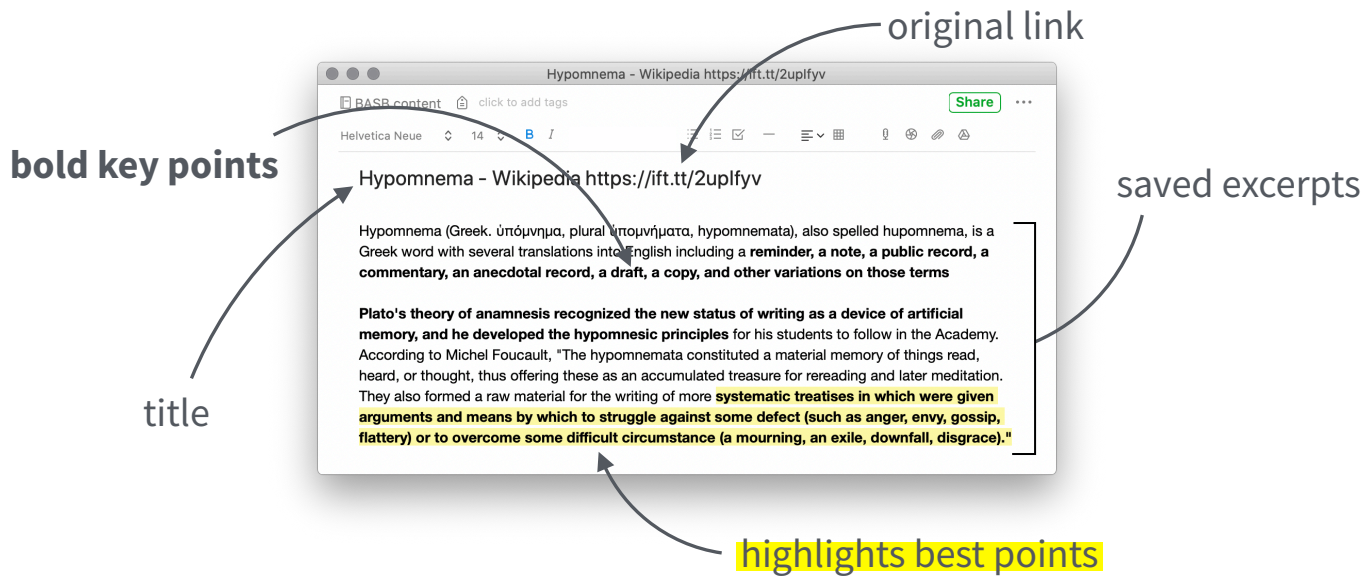 original link
Hypomnema - Wikipedia https://ift.tt/2upIfyv
BASB content click to add tags Share
Helvetica Neue 14 B I
bold key points
Hypomnema - Wikipedia https://ift.tt/2upIfyv
saved excerpts
Hypomnema (Greek. ὑπόμνημα, plural ὑπομνήματα, hypomnemata), also spelled hupomnema, is a
Greek word with several translations into English including a reminder, a note, a public record, a
commentary, an anecdotal record, a draft, a copy, and other variations on those terms
Plato's theory of anamnesis recognized the new status of writing as a device of artificial
memory, and he developed the hypomnesic principles for his students to follow in the Academy.
According to Michel Foucault, "The hypomnemata constituted a material memory of things read,
heard, or thought, thus offering these as an accumulated treasure for rereading and later meditation.
They also formed a raw material for the writing of more systematic treatises in which were given
arguments and means by which to struggle against some defect (such as anger, envy, gossip,
flattery) or to overcome some difficult circumstance (a mourning, an exile, downfall, disgrace)."
title
highlights best points